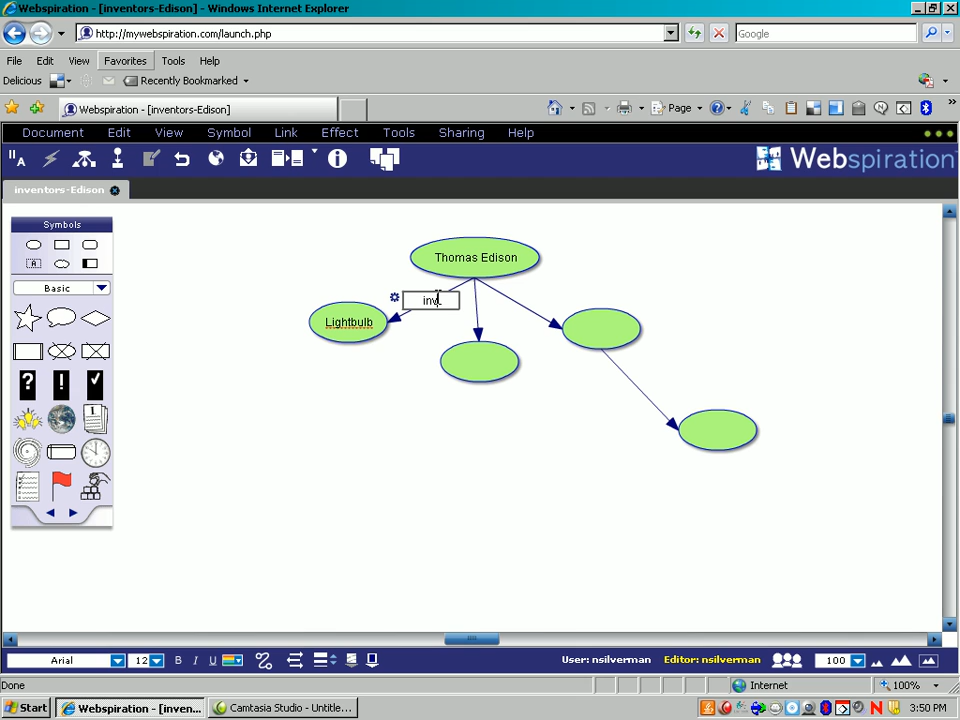 Webspiration - [inventors-Edison] - Windows Internet Explorer
http://mywebspiration.com/launch.php
Google
File Edit View Favorites Tools Help
Delicious Recently Bookmarked
Webspiration - [inventors-Edison]
Page
Document Edit View Symbol Link Effect Tools Sharing Help
Webspiration
inventors-Edison
Symbols
Basic
Thomas Edison
inv
Lightbulb
Arial 12 B I U User: nsilverman Editor: nsilverman 100
Done Internet 100%
Start Webspiration - [inven... Camtasia Studio - Untitle... 3:50 PM